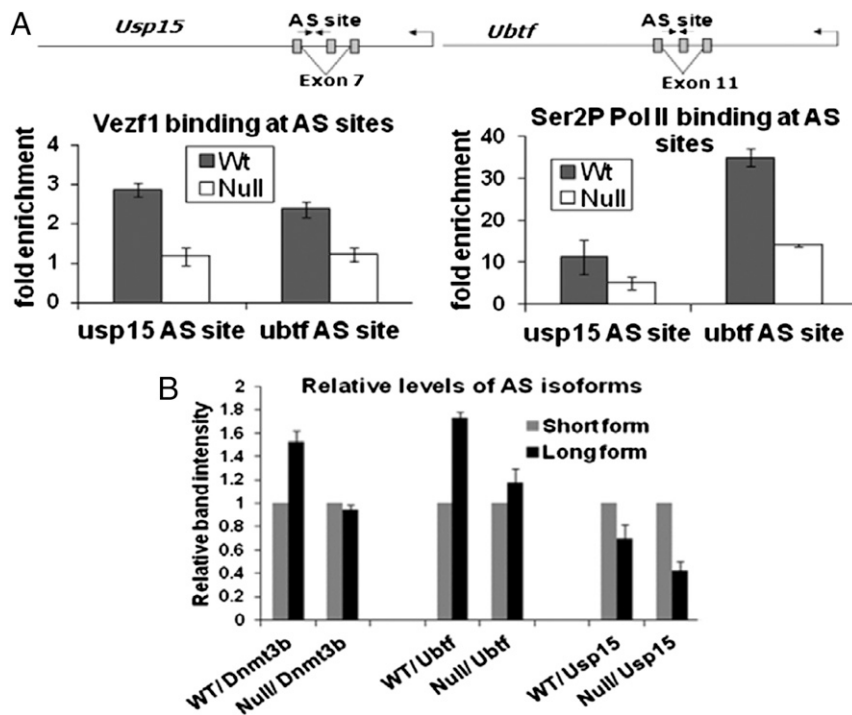 A
Usp15
AS site
Exon 7
Ubtf
AS site
Exon 11
Vezf1 binding at AS sites
fold enrichment
4
3
2
1
0
Wt
Null
usp15 AS site
ubtf AS site
Ser2P Pol II binding at AS
sites
fold enrichment
40
30
20
10
0
Wt
Null
usp15 AS site
ubtf AS site
B
Relative levels of AS isoforms
Relative band intensity
2
1.8
1.6
1.4
1.2
1
0.8
0.6
0.4
0.2
0
Short form
Long form
WT/ Dnmt3b
Null/ Dnmt3b
WT/ Ubtf
Null/ Ubtf
WT/ Usp15
Null/ Usp15